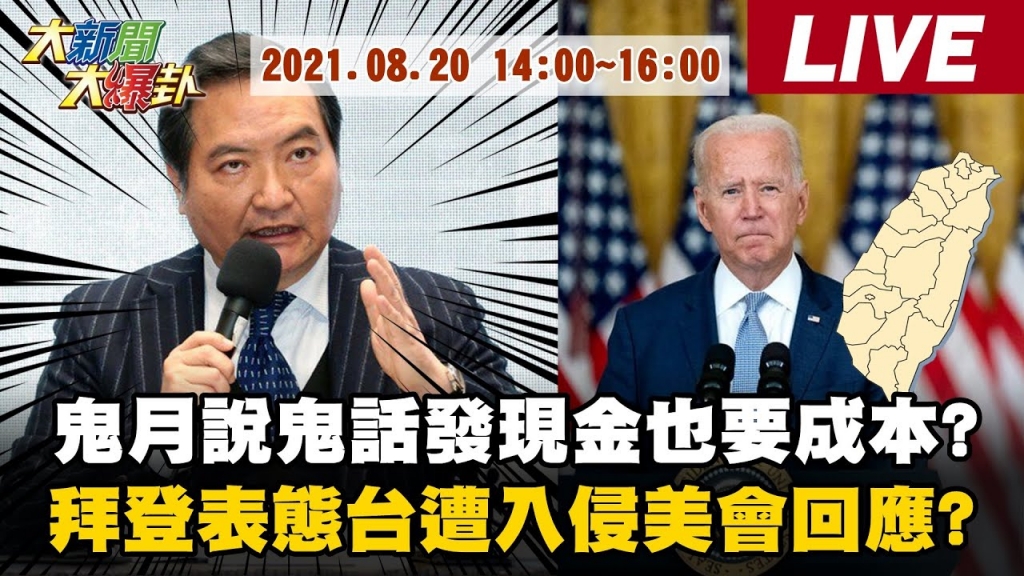 大新聞
大爆卦
2021.08.20 14:00~16:00
LIVE
鬼月說鬼話發現金也要成本?
拜登表態台遭入侵美會回應?